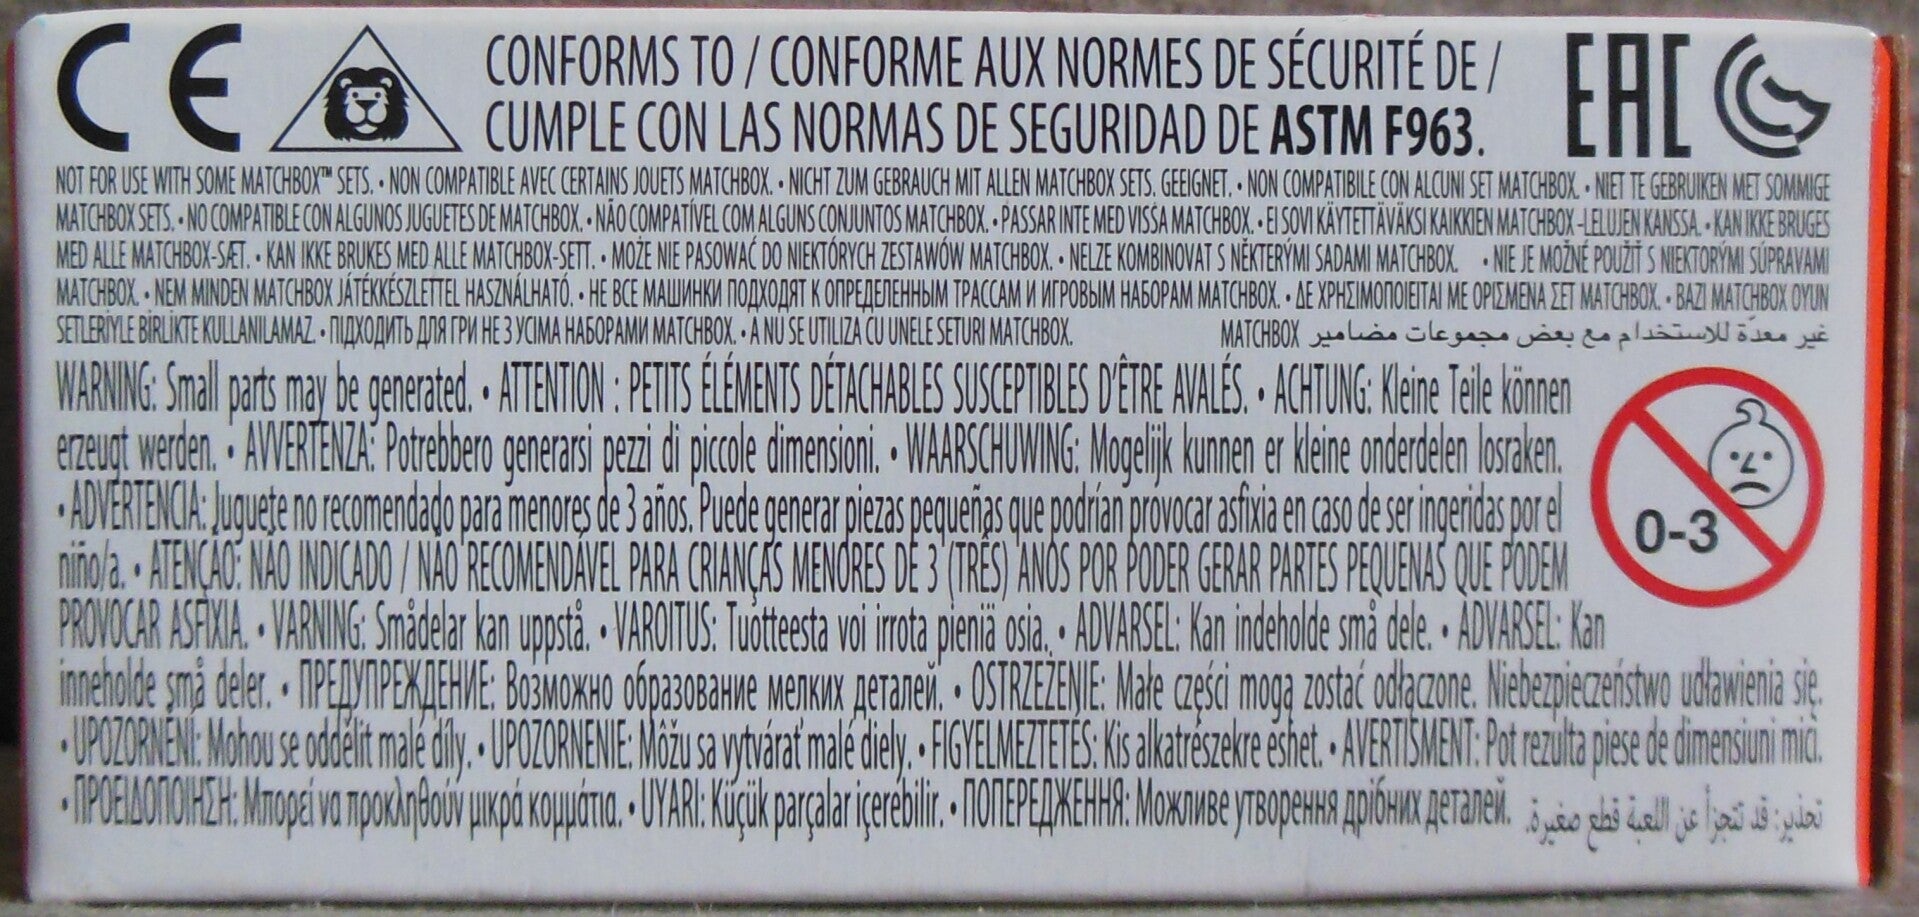 CE CONFORMS TO / CONFORME AUX NORMES DE SÉCURITÉ DE / EAC
CUMPLE CON LAS NORMAS DE SEGURIDAD DE ASTM F963.
NOT FOR USE WITH SOME MATCHBOX™ SETS. • NON COMPATIBLE AVEC CERTAINS JOUETS MATCHBOX. • NICHT ZUM GEBRAUCH MIT ALLEN MATCHBOX SETS. GEEIGNET. • NON COMPATIBILE CON ALCUNI SET MATCHBOX. • NIET TE GEBRUIKEN MET SOMMIGE
MATCHBOX SETS. • NO COMPATIBLE CON ALGUNOS JUGUETES DE MATCHBOX. • NÃO COMPATÍVEL COM ALGUNS CONJUNTOS MATCHBOX. • PASSAR INTE MED VISSA MATCHBOX. • EI SOVI KÄYTETTÄVÄKSI KAIKKIEN MATCHBOX -LELUJEN KANSSA. • KAN IKKE BRUGES
MED ALLE MATCHBOX-SÆT. • KAN IKKE BRUKES MED ALLE MATCHBOX-SETT. • MOŻE NIE PASOWAĆ DO NIEKTÓRYCH ZESTAWÓW MATCHBOX. • NELZE KOMBINOVAT S NĚKTERÝMI SADAMI MATCHBOX. • NIE JE MOŽNÉ POUŽIŤ S NIEKTORÝMI SÚPRAVAMI
MATCHBOX. • NEM MINDEN MATCHBOX JÁTÉKKÉSZLETTEL HASZNÁLHATÓ. • НЕ ВСЕ МАШИНКИ ПОДХОДЯТ К ОПРЕДЕЛЕННЫМ ТРАССАМ И ИГРОВЫМ НАБОРАМ MATCHBOX. • ΔΕ ΧΡΗΣΙΜΟΠΟΙΕΙΤΑΙ ΜΕ ΟΡΙΣΜΕΝΑ ΣΕΤ MATCHBOX. • BAZI MATCHBOX OYUN
SETLERİYLE BİRLİKTE KULLANILAMAZ. • ПІДХОДИТЬ ДЛЯ ГРИ НЕ З УСІМА НАБОРАМИ MATCHBOX. • A NU SE UTILIZA CU UNELE SETURI MATCHBOX. غير معدّة للاستخدام مع بعض مجموعات مضامير MATCHBOX
WARNING: Small parts may be generated. • ATTENTION : PETITS ÉLÉMENTS DÉTACHABLES SUSCEPTIBLES D'ÊTRE AVALÉS. • ACHTUNG: Kleine Teile können
erzeugt werden. • AVVERTENZA: Potrebbero generarsi pezzi di piccole dimensioni. • WAARSCHUWING: Mogelijk kunnen er kleine onderdelen losraken.
• ADVERTENCIA: Juguete no recomendado para menores de 3 años. Puede generar piezas pequeñas que podrían provocar asfixia en caso de ser ingeridas por el
niño/a. • ATENÇÃO: NÃO INDICADO / NÃO RECOMENDÁVEL PARA CRIANÇAS MENORES DE 3 (TRÊS) ANOS POR PODER GERAR PARTES PEQUENAS QUE PODEM
PROVOCAR ASFIXIA. • VARNING: Smådelar kan uppstå. • VAROITUS: Tuotteesta voi irrota pieniä osia. • ADVARSEL: Kan indeholde små dele. • ADVARSEL: Kan
inneholde små deler. • ПРЕДУПРЕЖДЕНИЕ: Возможно образование мелких деталей. • OSTRZEŻENIE: Małe części mogą zostać odłączone. Niebezpieczeństwo udławienia się.
• UPOZORNĚNÍ: Mohou se oddělit malé díly. • UPOZORNENIE: Môžu sa vytvárať malé diely. • FIGYELMEZTETÉS: Kis alkatrészekre eshet. • AVERTISMENT: Pot rezulta piese de dimensiuni mici.
• ΠΡΟΕΙΔΟΠΟΙΗΣΗ: Μπορεί να προκληθούν μικρά κομμάτια. • UYARI: Küçük parçalar içerebilir. • ПОПЕРЕДЖЕННЯ: Можливе утворення дрібних деталей. تحذير: قد تتجزأ عن اللعبة قطع صغيرة.
0-3